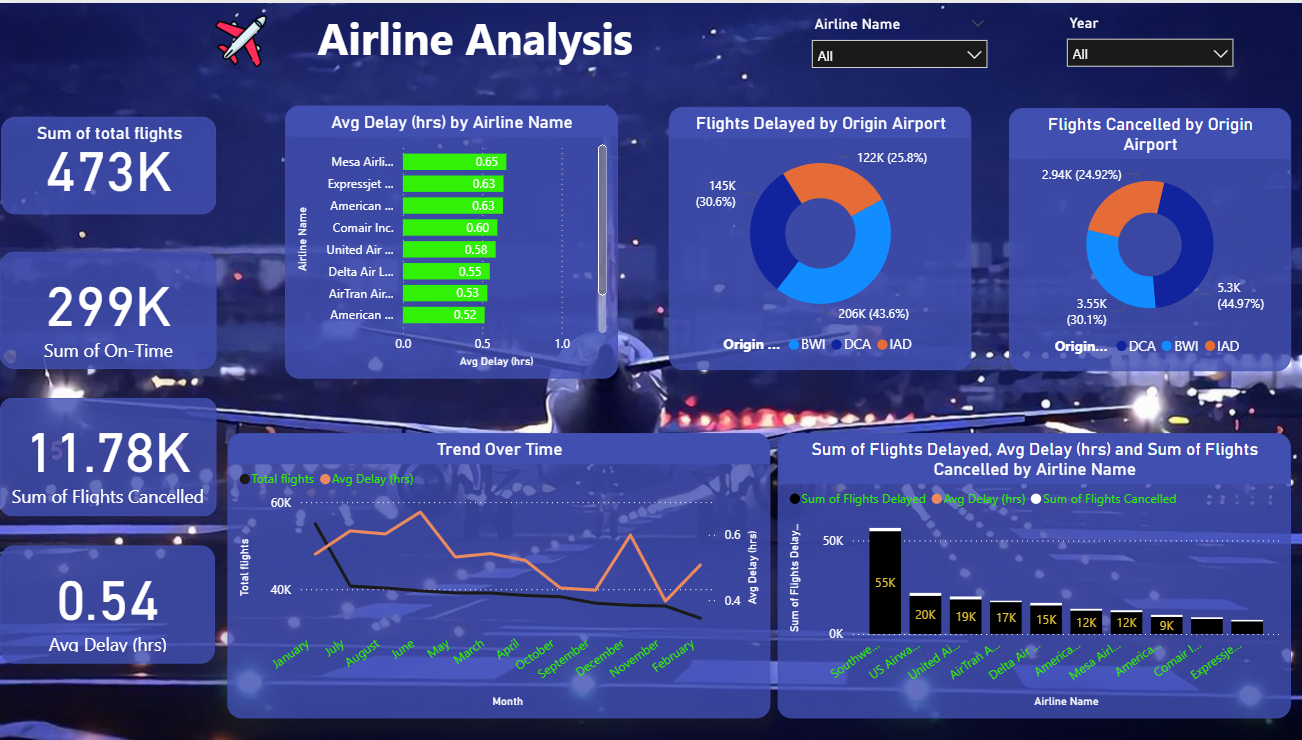 Airline Analysis
Airline Name
All
Year
All
Sum of total flights
473K
299K
Sum of On-Time
11.78K
Sum of Flights Cancelled
0.54
Avg Delay (hrs)
Avg Delay (hrs) by Airline Name
Airline Name
Mesa Airli... 0.65
Expressjet ... 0.63
American ... 0.63
Comair Inc. 0.60
United Air ... 0.58
Delta Air L... 0.55
AirTran Air... 0.53
American ... 0.52
0.0 0.5 1.0
Avg Delay (hrs)
Flights Delayed by Origin Airport
122K (25.8%)
145K
(30.6%)
206K (43.6%)
Origin ... BWI DCA IAD
Flights Cancelled by Origin
Airport
2.94K (24.92%)
5.3K
(44.97%)
3.55K
(30.1%)
Origin... DCA BWI IAD
Trend Over Time
Total flights Avg Delay (hrs)
60K
40K
Total flights
0.6
0.4
Avg Delay (hrs)
January July August June May March April October September December November February
Month
Sum of Flights Delayed, Avg Delay (hrs) and Sum of Flights
Cancelled by Airline Name
Sum of Flights Delayed Avg Delay (hrs) Sum of Flights Cancelled
Sum of Flights Delay...
50K
0K
55K 20K 19K 17K 15K 12K 12K 9K
Southwe... US Airwa... United Ai... AirTran A... Delta Air ... America... Mesa Airl... America... Comair I... Expressje...
Airline Name